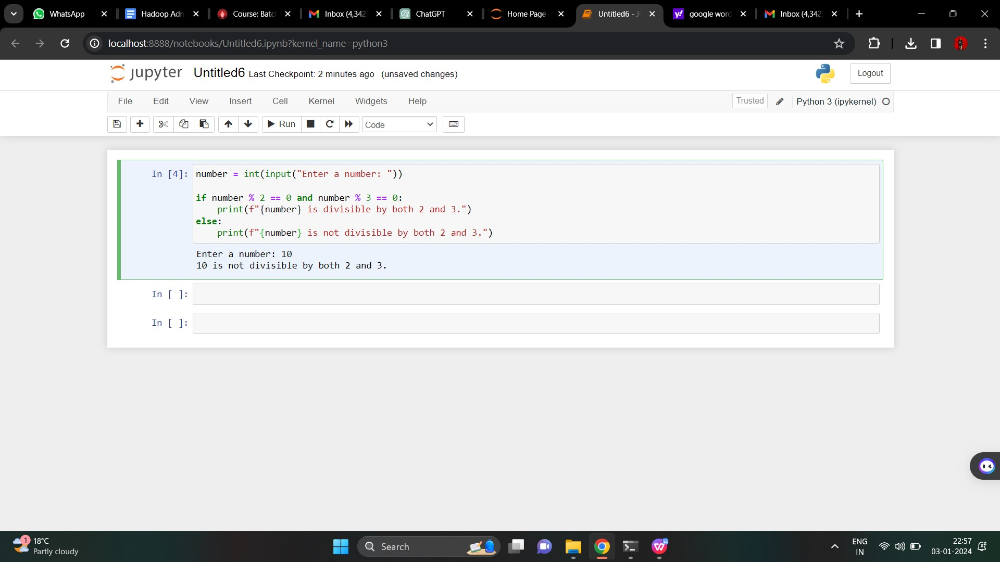 WhatsApp
Hadoop Adm
Course: Batc
Inbox (4,342
ChatGPT
Home Page
Untitled6 - J
google word
Inbox (4,342
localhost:8888/notebooks/Untitled6.ipynb?kernel_name=python3
jupyter Untitled6 Last Checkpoint: 2 minutes ago (unsaved changes)
Logout
File Edit View Insert Cell Kernel Widgets Help
Trusted
Python 3 (ipykernel)
Run
Code
In [4]:
number = int(input("Enter a number: "))
if number % 2 == 0 and number % 3 == 0:
    print(f"{number} is divisible by both 2 and 3.")
else:
    print(f"{number} is not divisible by both 2 and 3.")
Enter a number: 10
10 is not divisible by both 2 and 3.
In [ ]:
In [ ]:
1
18°C
Partly cloudy
Search
ENG
IN
22:57
03-01-2024